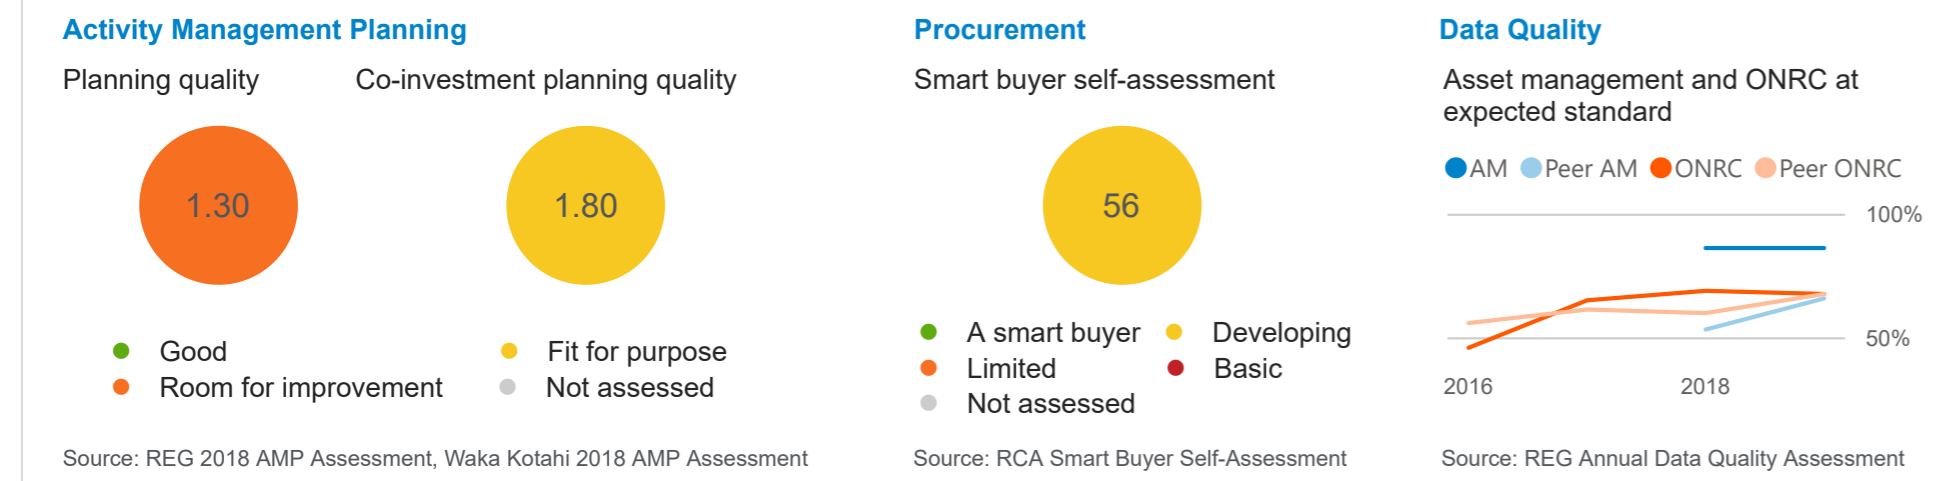 Activity Management Planning
Planning quality
Co-investment planning quality
1.30
1.80
Good
Fit for purpose
Room for improvement
Not assessed
Source: REG 2018 AMP Assessment, Waka Kotahi 2018 AMP Assessment
Procurement
Smart buyer self-assessment
56
A smart buyer
Developing
Limited
Basic
Not assessed
Source: RCA Smart Buyer Self-Assessment
Data Quality
Asset management and ONRC at
expected standard
AM Peer AM ONRC Peer ONRC
100%
50%
2016 2018
Source: REG Annual Data Quality Assessment